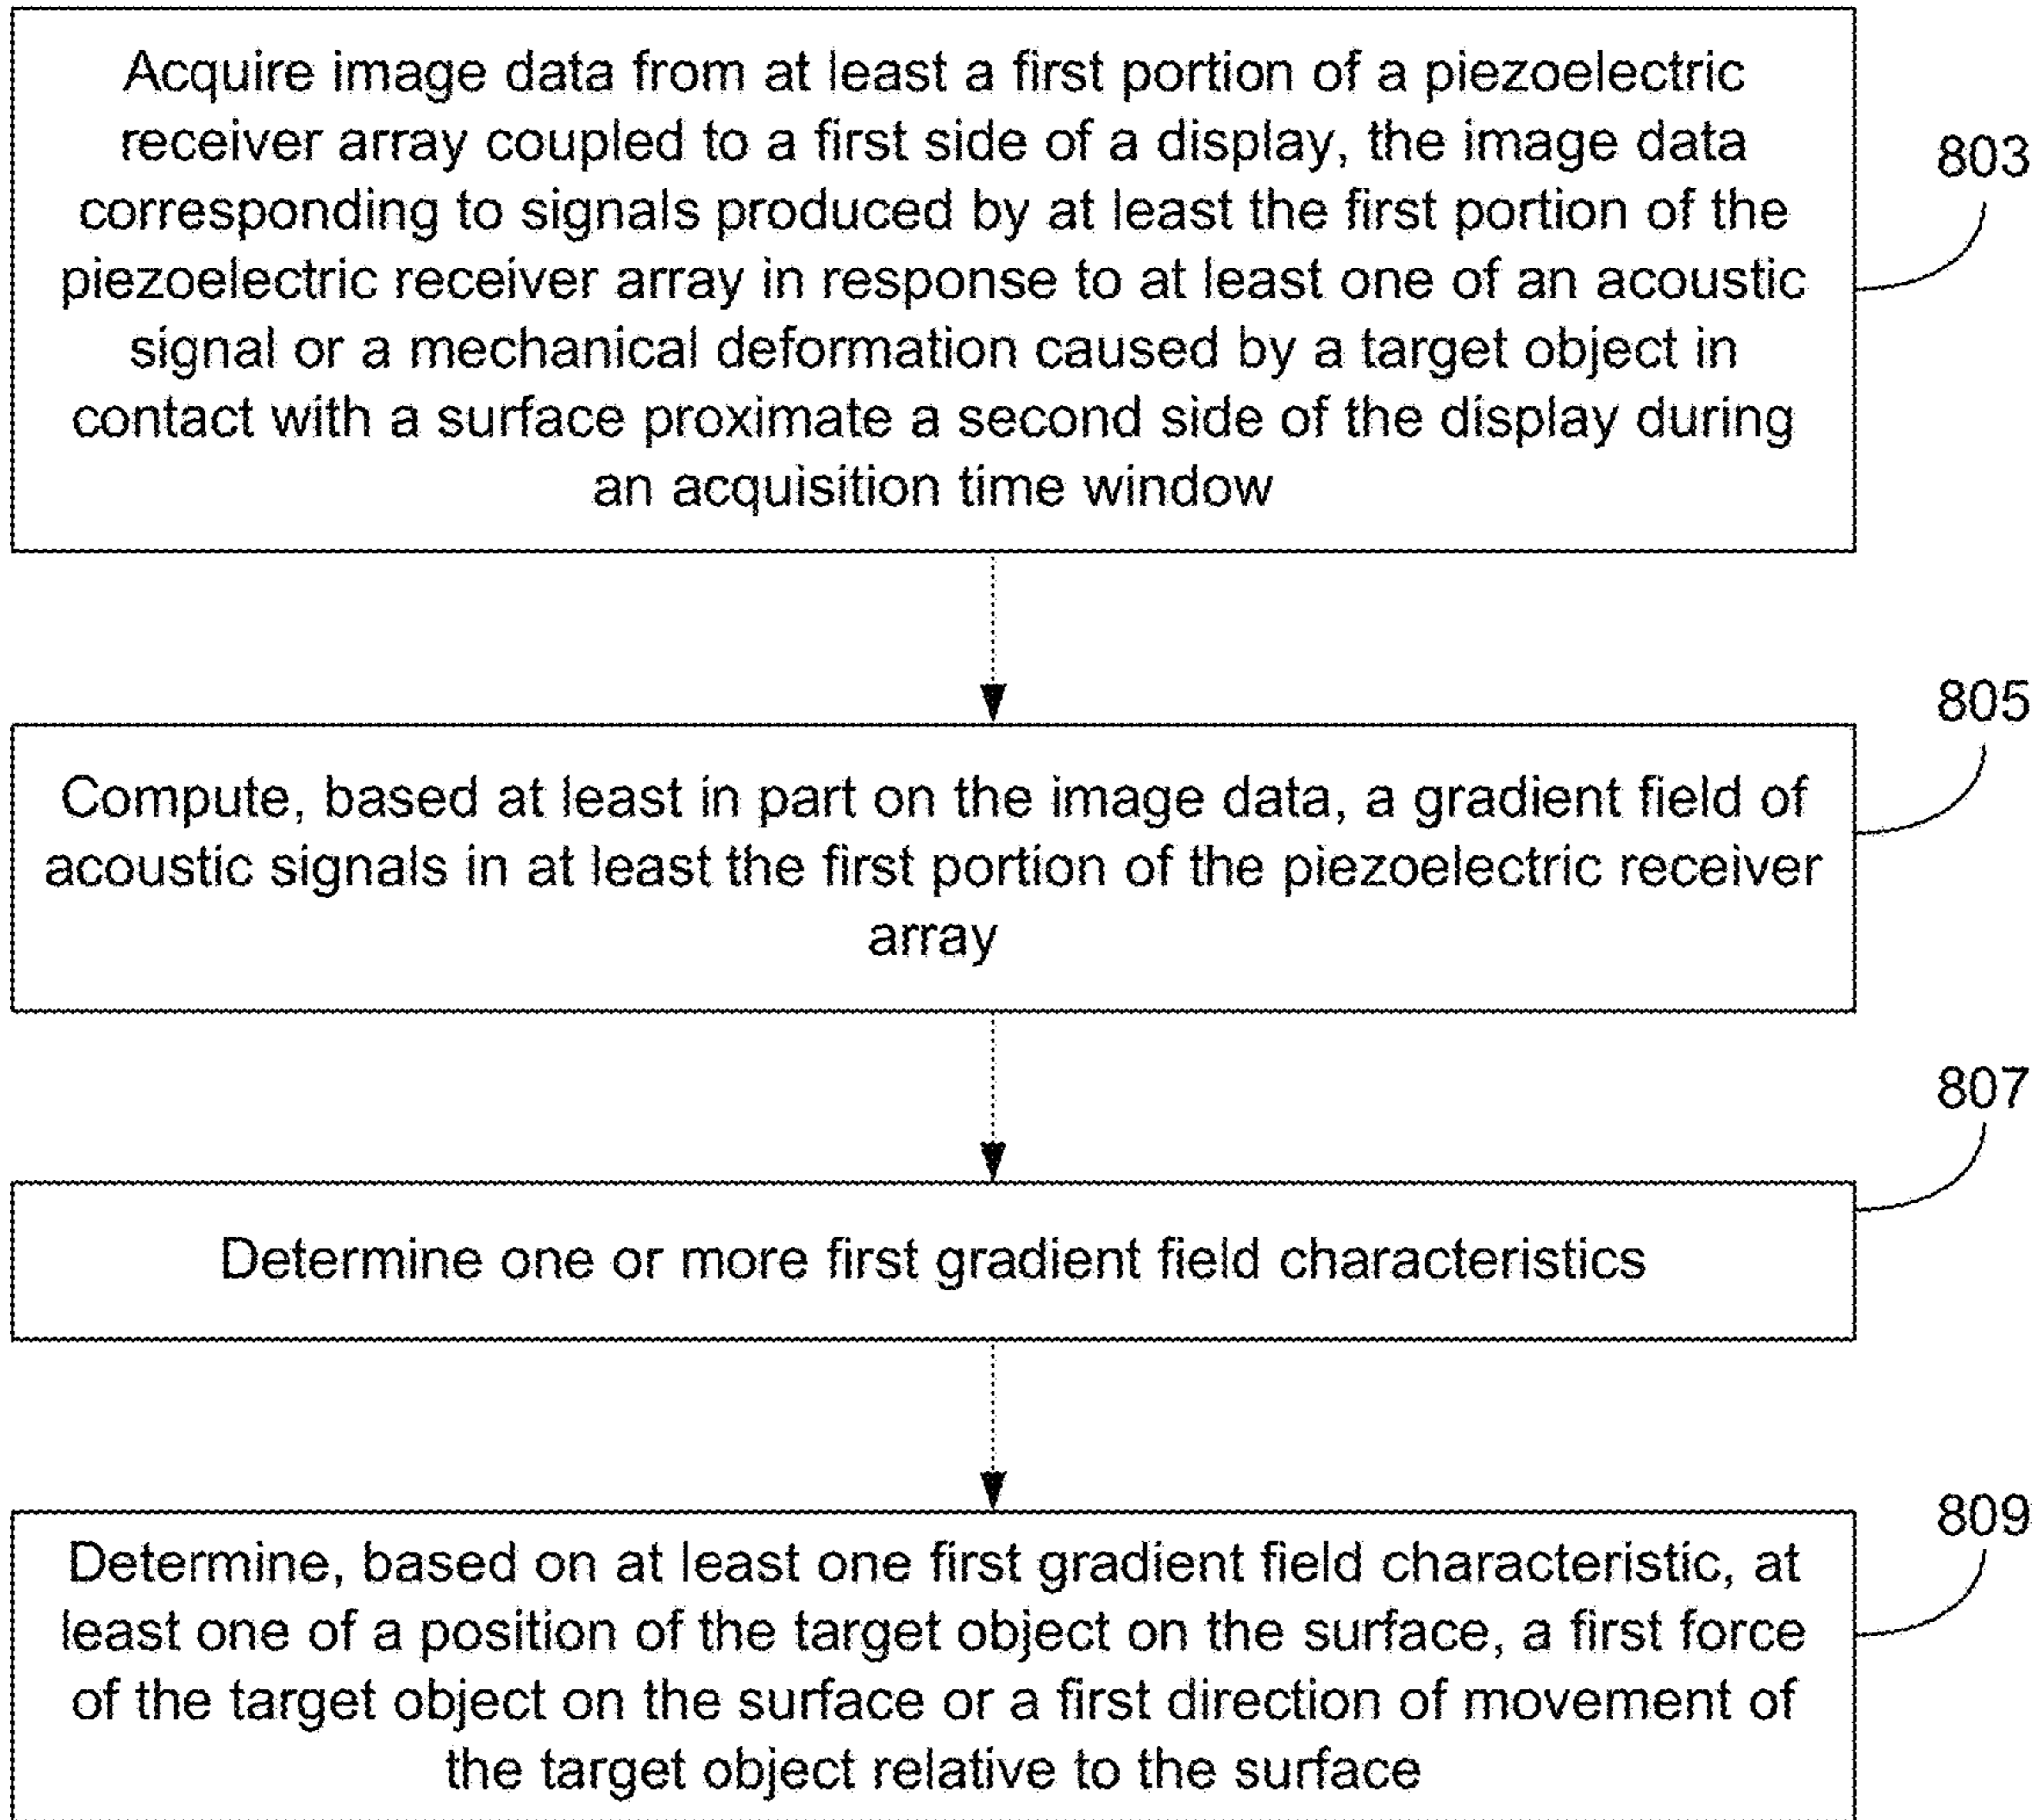 Acquire image data from at least a first portion of a piezoelectric
receiver array coupled to a first side of a display, the image data
corresponding to signals produced by at least the first portion of the
piezoelectric receiver array in response to at least one of an acoustic
signal or a mechanical deformation caused by a target object in
contact with a surface proximate a second side of the display during
an acquisition time window
803
805
Compute, based at least in part on the image data, a gradient field of
acoustic signals in at least the first portion of the piezoelectric receiver
array
807
Determine one or more first gradient field characteristics
809
Determine, based on at least one first gradient field characteristic, at
least one of a position of the target object on the surface, a first force
of the target object on the surface or a first direction of movement of
the target object relative to the surface